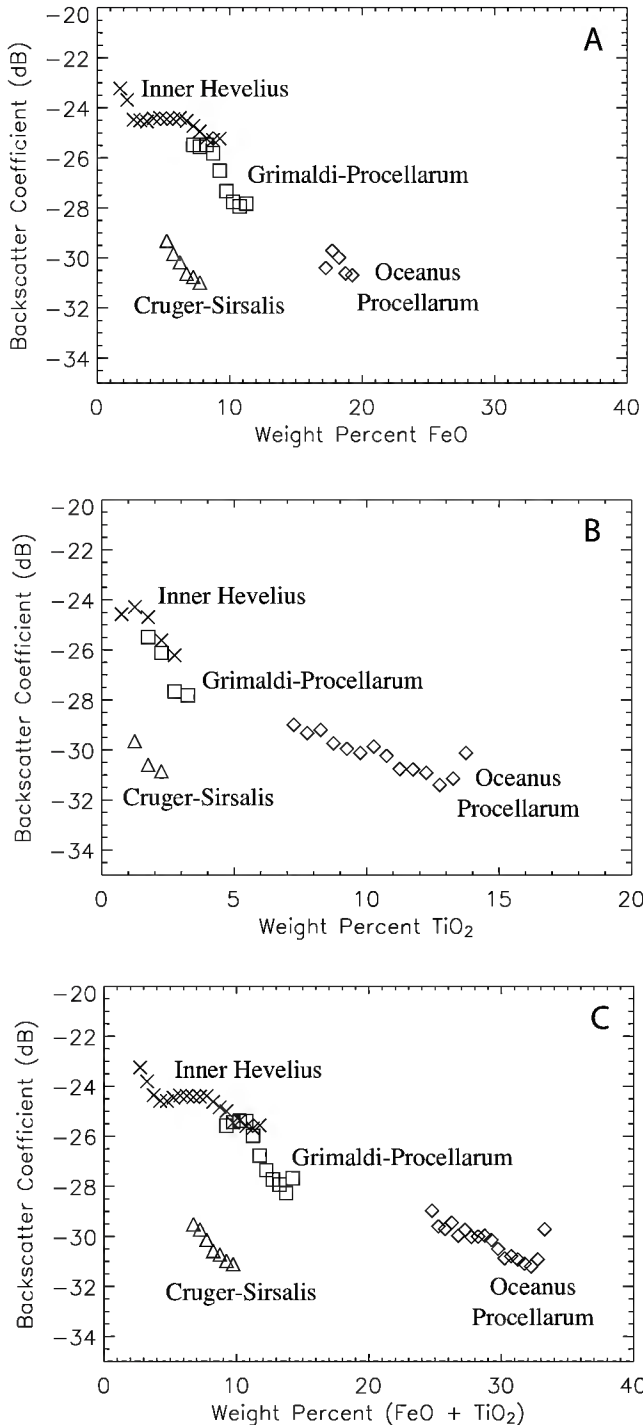 A
Backscatter Coefficient (dB)
−20
−22
−24
−26
−28
−30
−32
−34
Inner Hevelius
Grimaldi-Procellarum
Cruger-Sirsalis
Oceanus
Procellarum
0 10 20 30 40
Weight Percent FeO
B
Backscatter Coefficient (dB)
−20
−22
−24
−26
−28
−30
−32
−34
Inner Hevelius
Grimaldi-Procellarum
Cruger-Sirsalis
Oceanus
Procellarum
0 5 10 15 20
Weight Percent TiO₂
C
Backscatter Coefficient (dB)
−20
−22
−24
−26
−28
−30
−32
−34
Inner Hevelius
Grimaldi-Procellarum
Cruger-Sirsalis
Oceanus
Procellarum
0 10 20 30 40
Weight Percent (FeO + TiO₂)